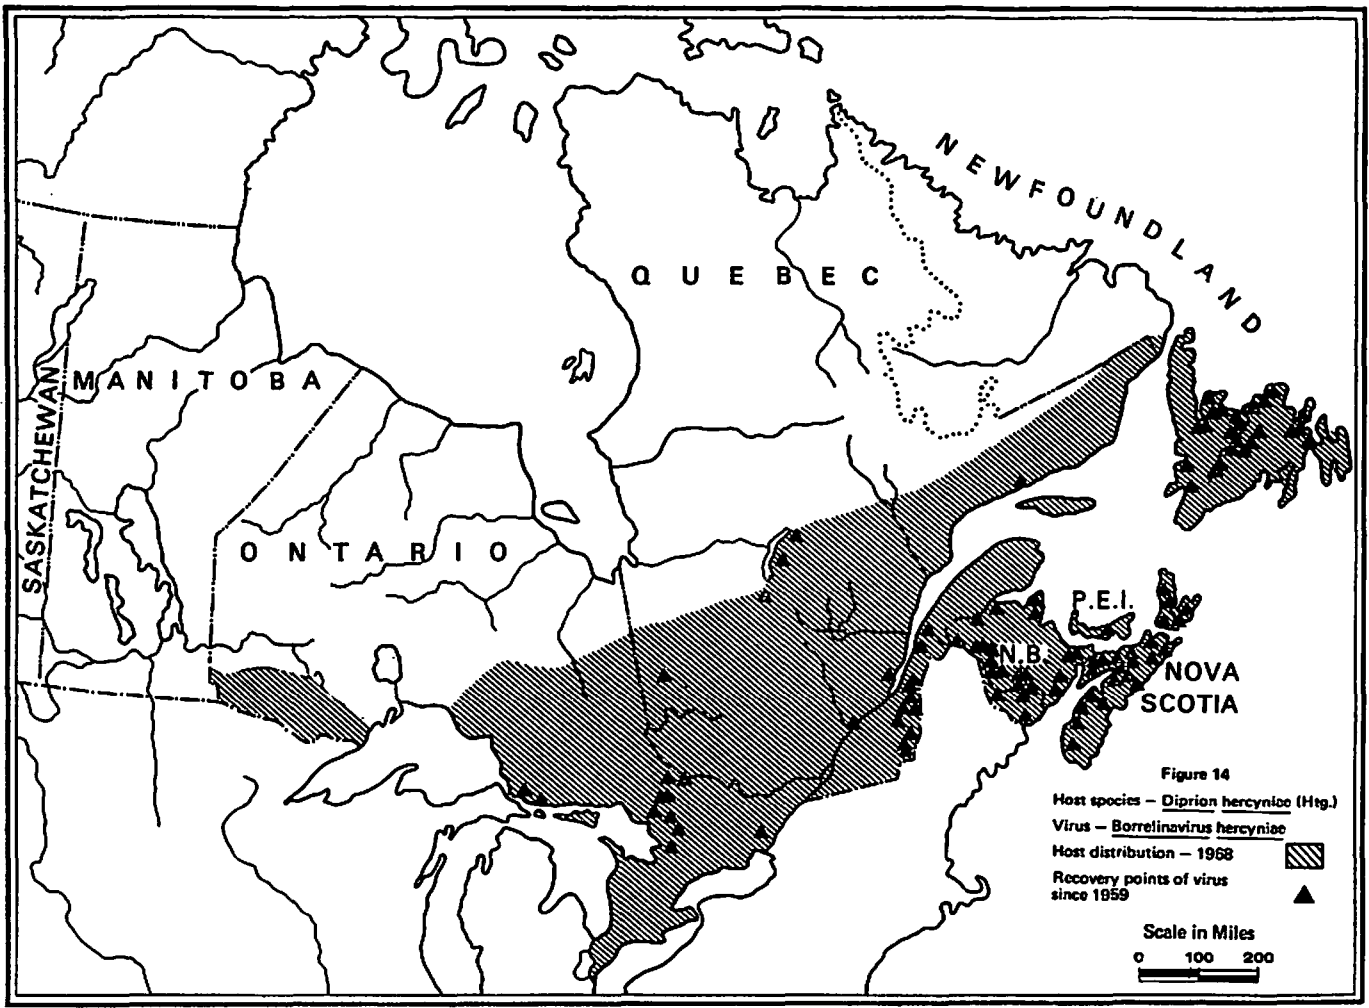 NEWFOUNDLAND
QUEBEC
MANITOBA
SASKATCHEWAN
ONTARIO
P.E.I.
N.B.
NOVA
SCOTIA
Figure 14
Host species – Diprion hercyniae (Htg.)
Virus – Borrelinavirus hercyniae
Host distribution – 1968
Recovery points of virus
since 1959
Scale in Miles
0 100 200